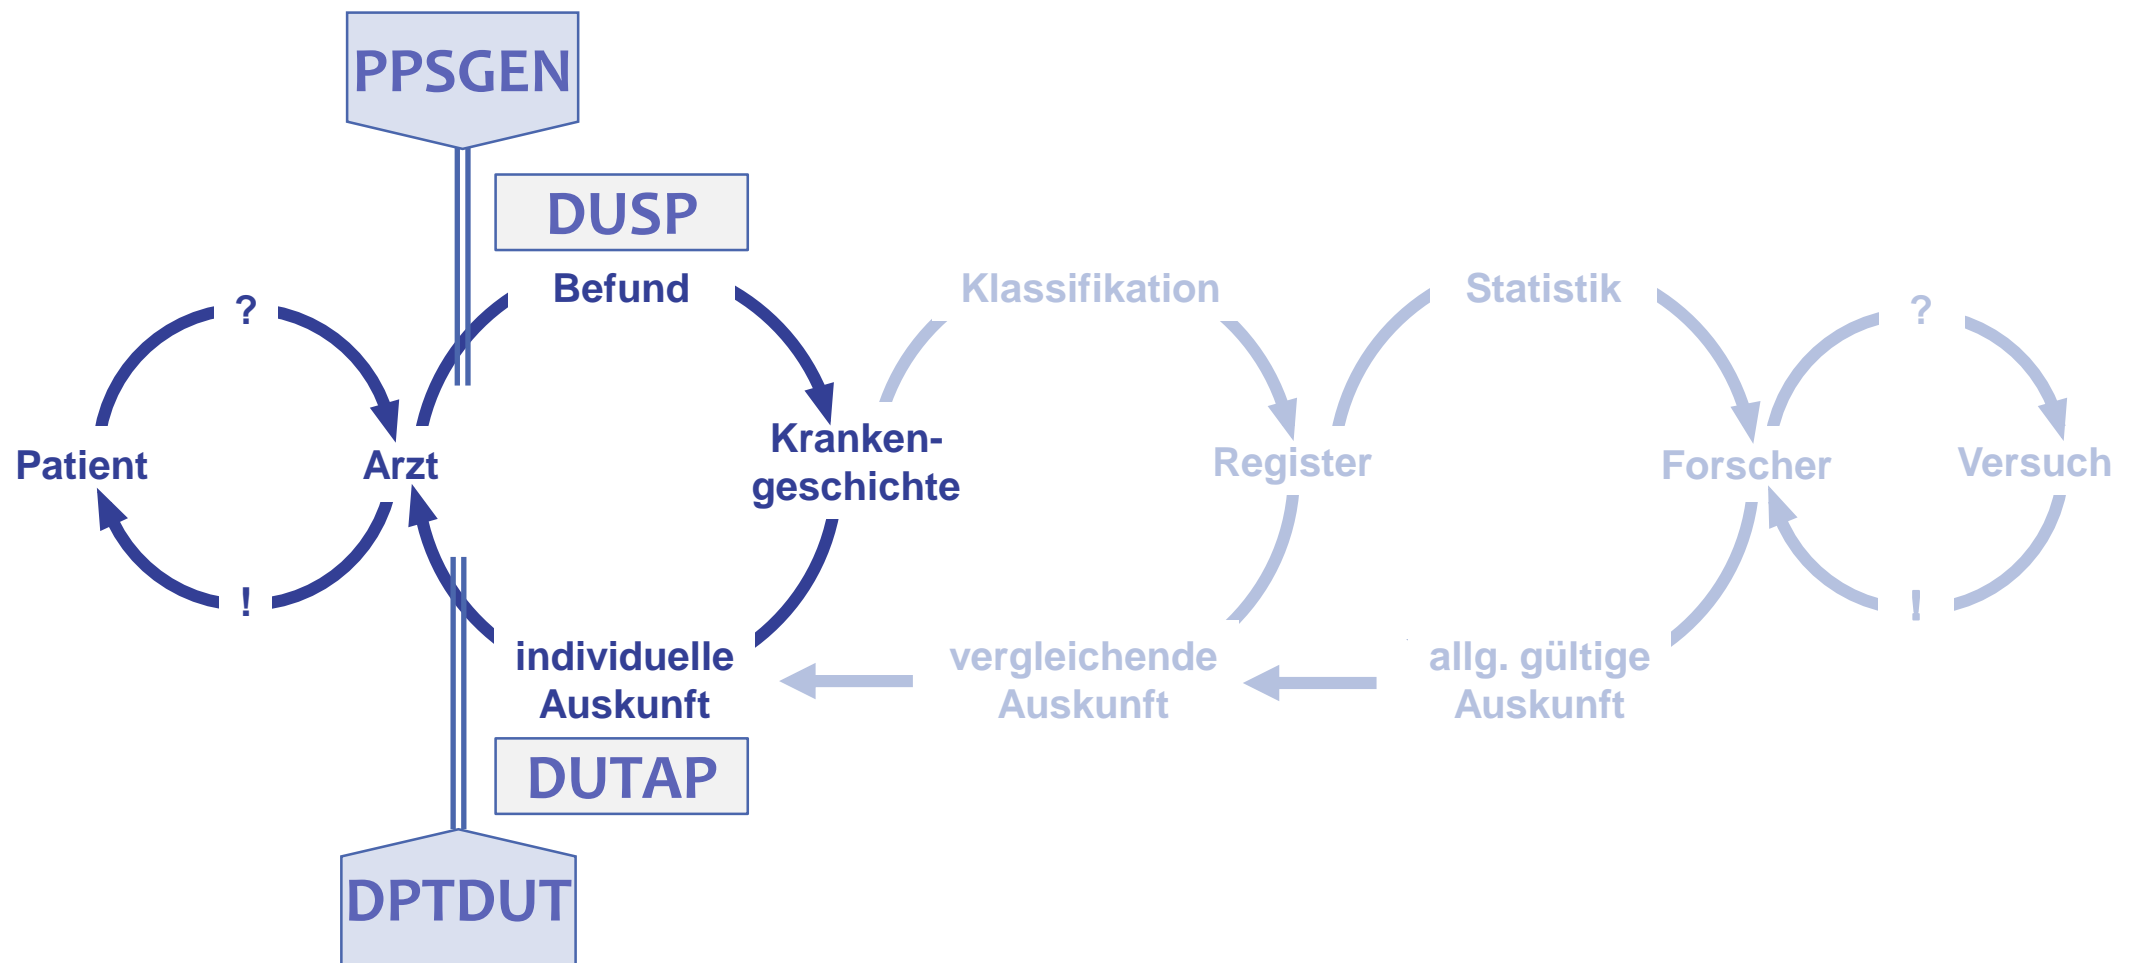 PPSGEN
DUSP
Befund
Klassifikation
Statistik
?
?
Patient
Arzt
Kranken-
geschichte
Register
Forscher
Versuch
!
!
individuelle
Auskunft
vergleichende
Auskunft
allg. gültige
Auskunft
DUTAP
DPTDUT